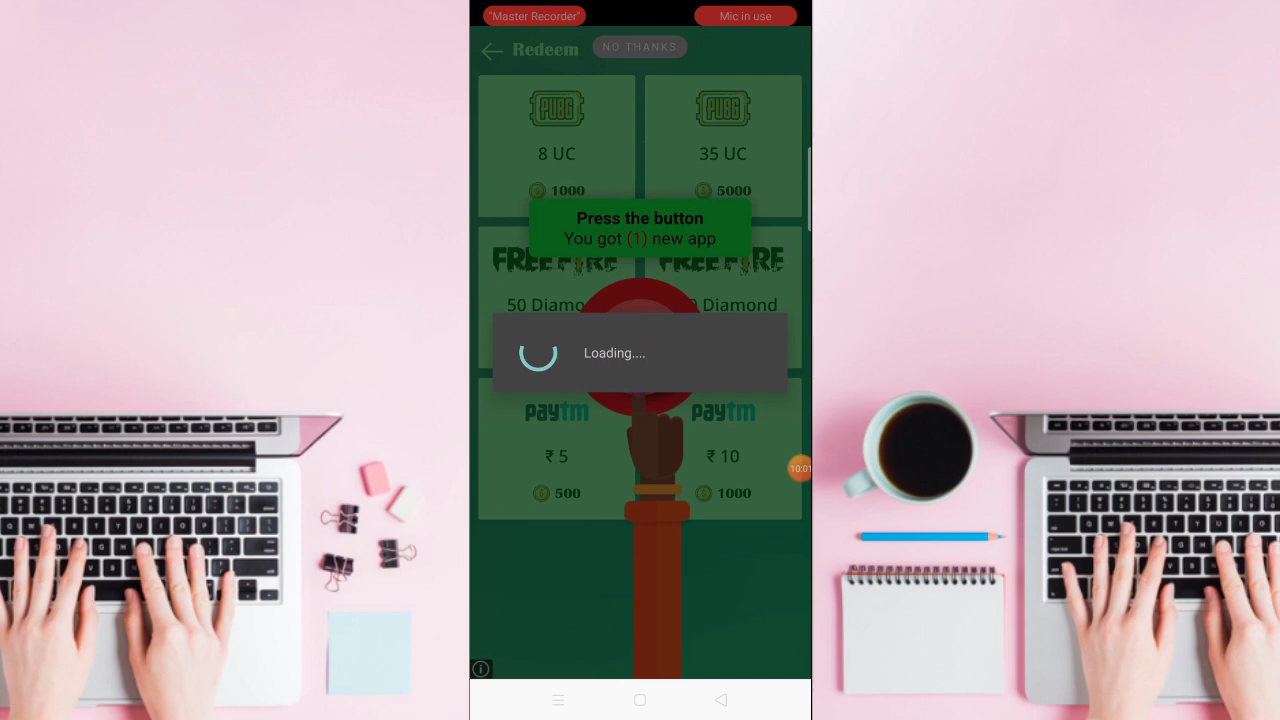 "Master Recorder"
Mic in use
Redeem
NO THANKS
PUBG
PUBG
8 UC
35 UC
1000
5000
Press the button
You got (1) new app
FREE FIRE
FREE FIRE
50 Diamo
Diamond
Loading....
paytm
paytm
₹ 5
₹ 10
10:01
500
1000